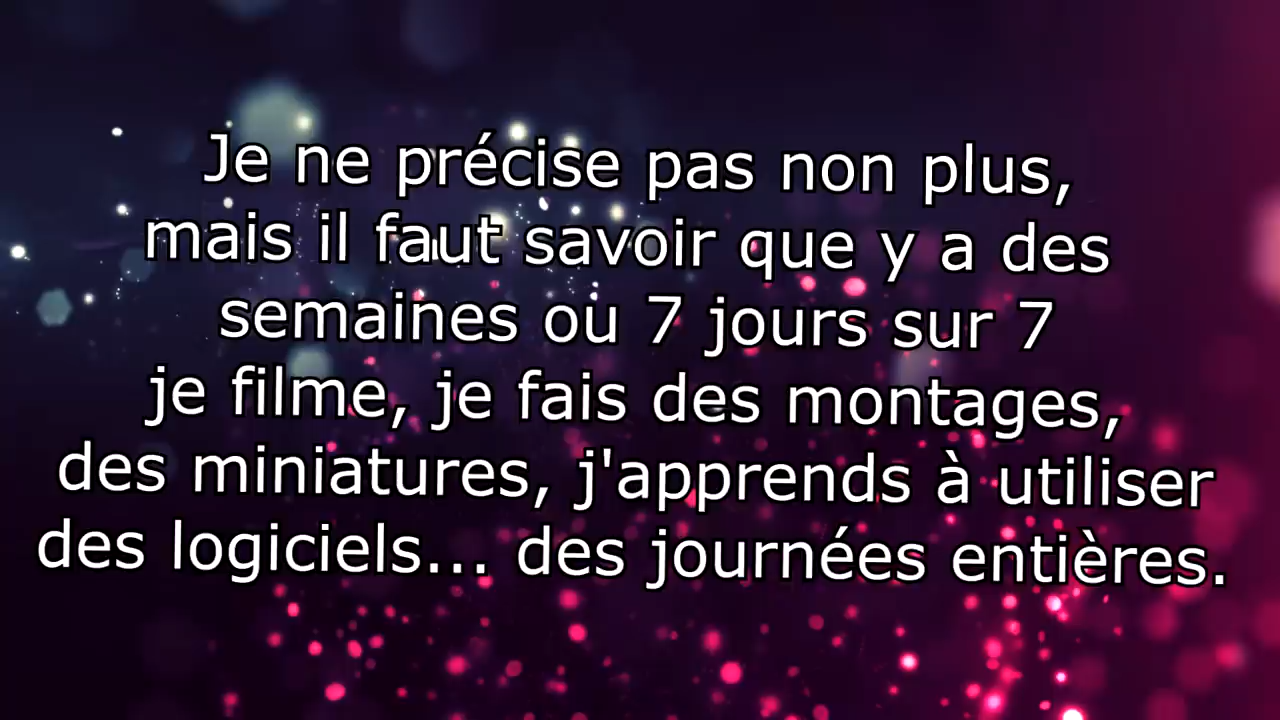 Je ne précise pas non plus,
mais il faut savoir que y a des
semaines ou 7 jours sur 7
je filme, je fais des montages,
des miniatures, j'apprends à utiliser
des logiciels... des journées entières.